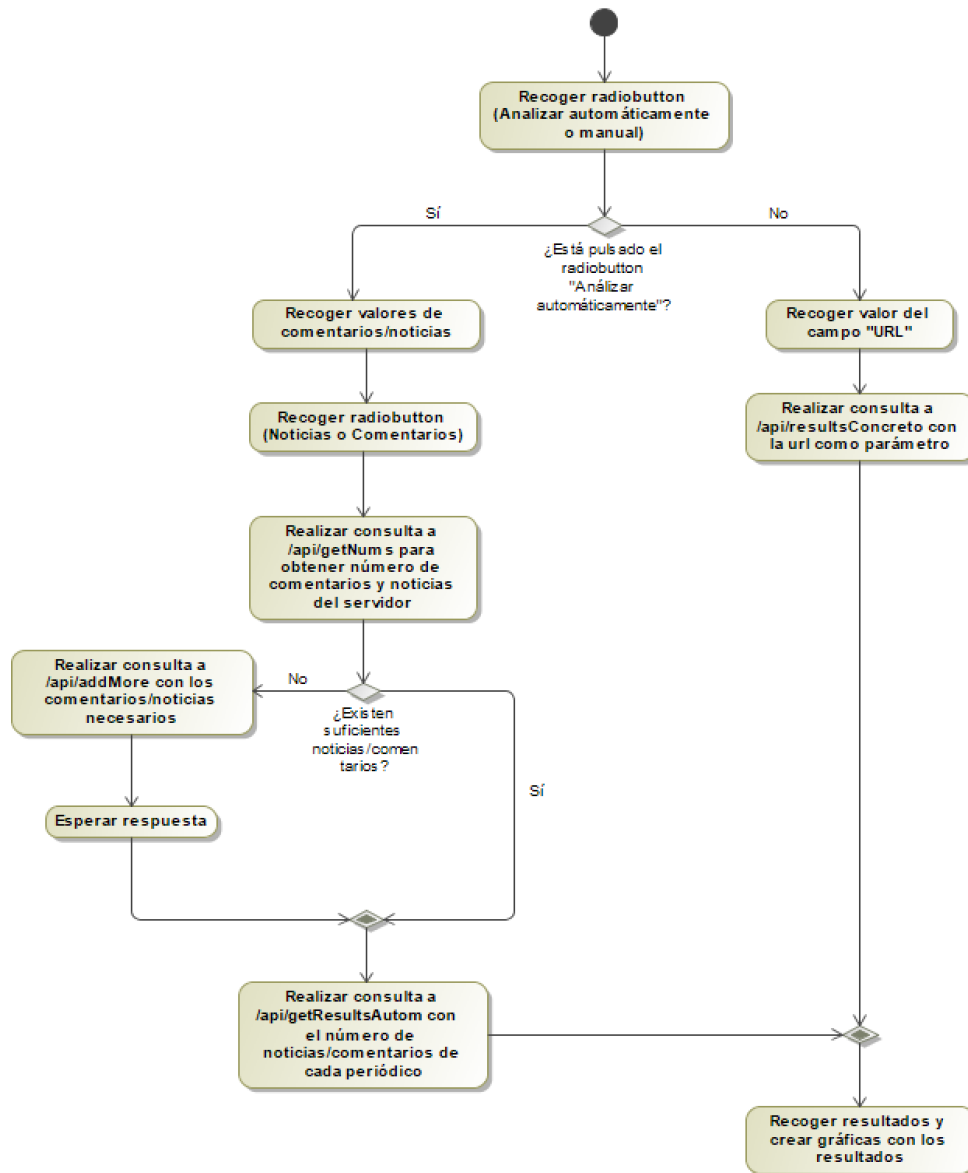 Recoger radiobutton
(Analizar automáticamente
o manual)
Sí
No
¿Está pulsado el
radiobutton
"Análizar
automáticamente"?
Recoger valores de
comentarios/noticias
Recoger valor del
campo "URL"
Recoger radiobutton
(Noticias o Comentarios)
Realizar consulta a
/api/resultsConcreto con
la url como parámetro
Realizar consulta a
/api/getNums para
obtener número de
comentarios y noticias
del servidor
Realizar consulta a
/api/addMore con los
comentarios/noticias
necesarios
No
¿Existen
suficientes
noticias/comen
tarios?
Sí
Esperar respuesta
Realizar consulta a
/api/getResultsAutom con
el número de
noticias/comentarios de
cada periódico
Recoger resultados y
crear gráficas con los
resultados